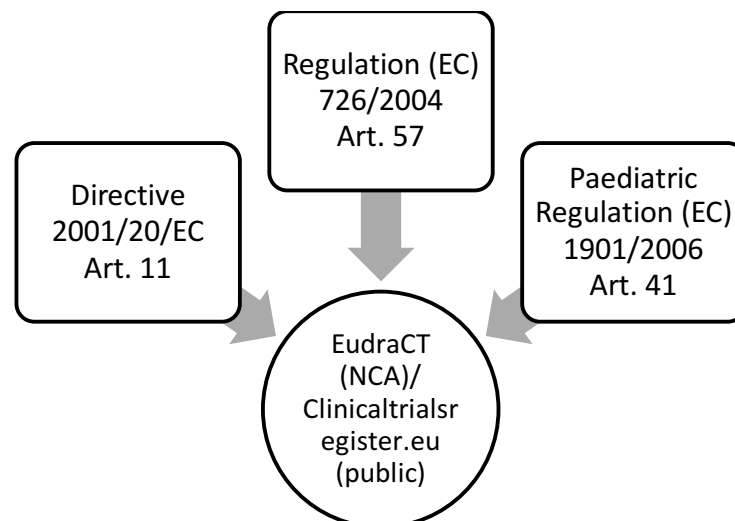 Regulation (EC)
726/2004
Art. 57
Directive
2001/20/EC
Art. 11
Paediatric
Regulation (EC)
1901/2006
Art. 41
EudraCT
(NCA)/
Clinicaltrialsr
egister.eu
(public)